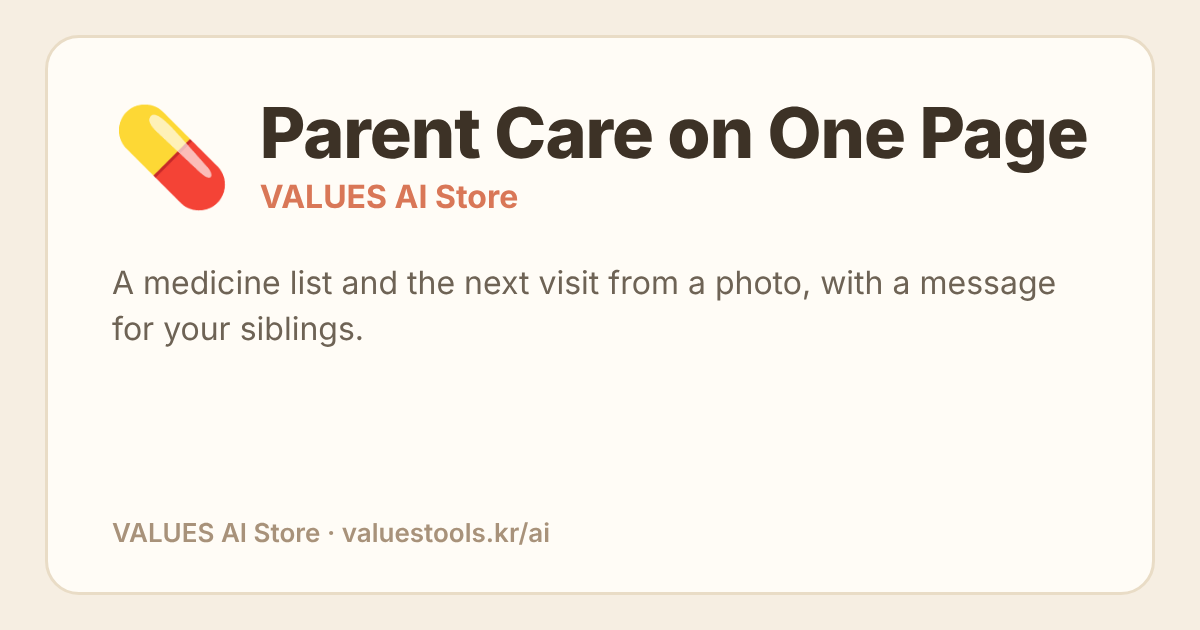 Parent Care on One Page
VALUES AI Store
A medicine list and the next visit from a photo, with a message
for your siblings.
VALUES AI Store · valuestools.kr/ai